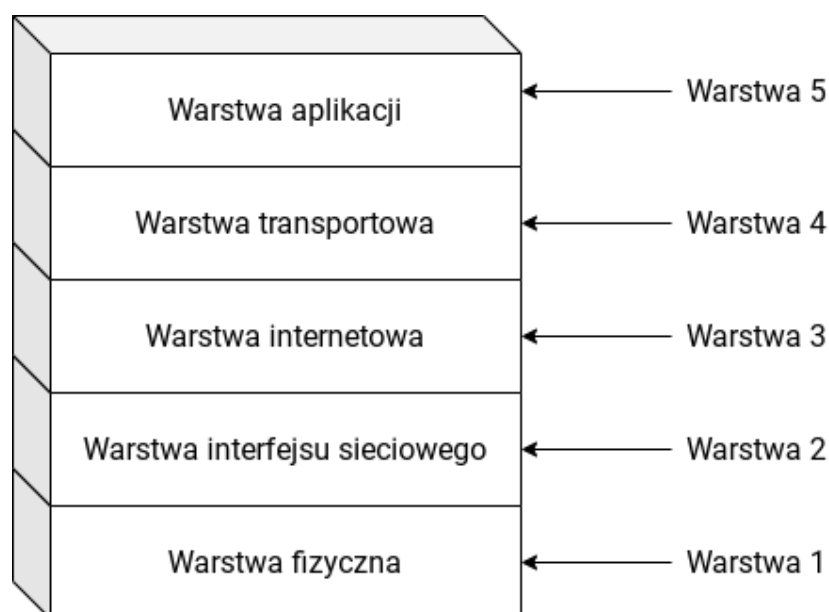 Warstwa aplikacji
Warstwa 5
Warstwa transportowa
Warstwa 4
Warstwa internetowa
Warstwa 3
Warstwa interfejsu sieciowego
Warstwa 2
Warstwa fizyczna
Warstwa 1